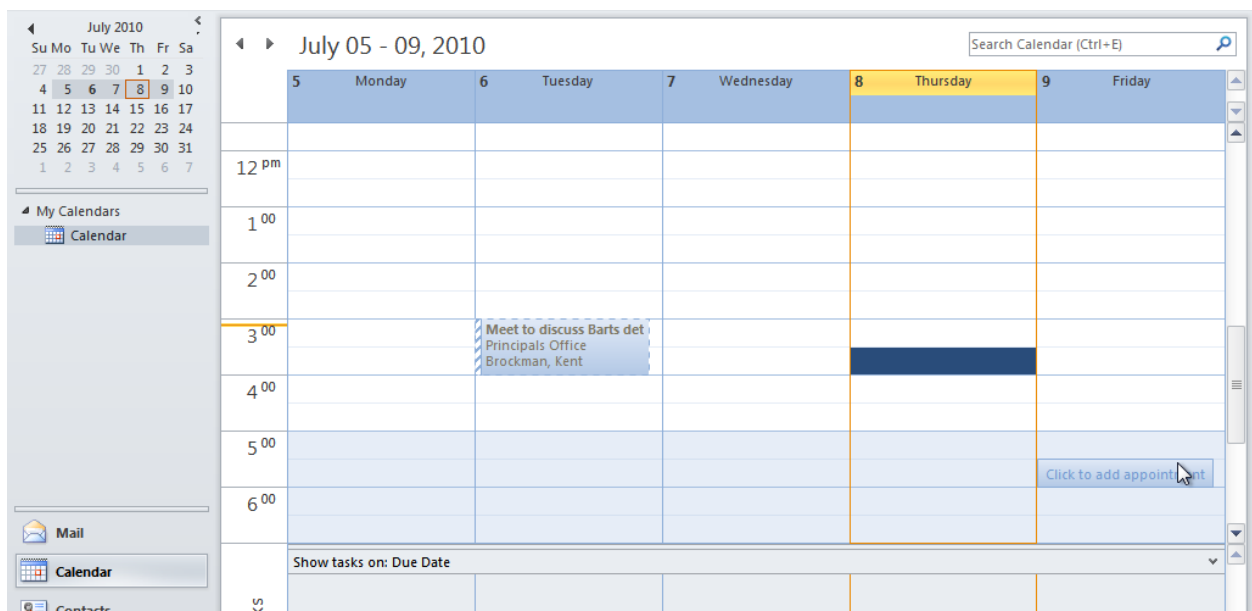 July 2010
Su Mo Tu We Th Fr Sa
27 28 29 30 1 2 3
4 5 6 7 8 9 10
11 12 13 14 15 16 17
18 19 20 21 22 23 24
25 26 27 28 29 30 31
1 2 3 4 5 6 7
My Calendars
Calendar
Mail
Calendar
Contacts
July 05 - 09, 2010
Search Calendar (Ctrl+E)
5 Monday 6 Tuesday 7 Wednesday 8 Thursday 9 Friday
12 pm
1 00
2 00
3 00
Meet to discuss Barts det
Principals Office
Brockman, Kent
4 00
5 00
Click to add appointment
6 00
Show tasks on: Due Date